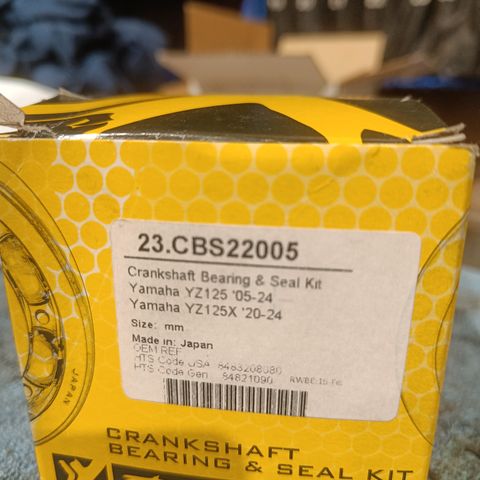 23.CBS22005
Crankshaft Bearing & Seal Kit
Yamaha YZ125 '05-24
Yamaha YZ125X '20-24
Size: mm
Made in: Japan
OEM REF
HTS Code USA 8483208080
HTS Code Gen 84821090
JAPAN
CRANKSHAFT
BEARING & SEAL KIT